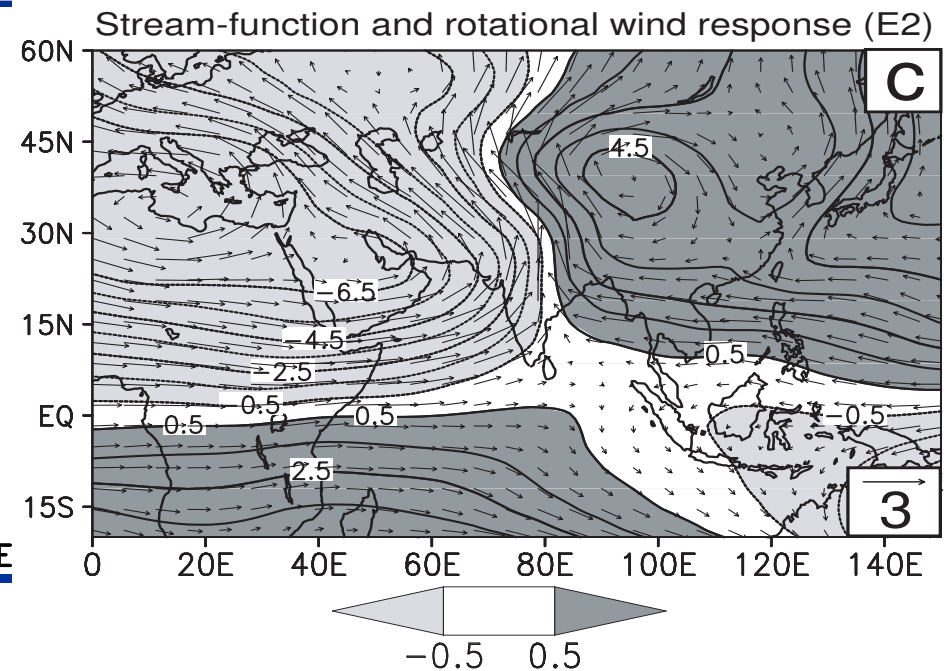 Stream-function and rotational wind response (E2)
60N
C
45N
4.5
30N
−6.5
15N
−4.5
0.5
−2.5
−0.5
EQ
0.5
0.5
−0.5
2.5
15S
3
E
0
20E
40E
60E
80E
100E
120E
140E
−0.5
0.5